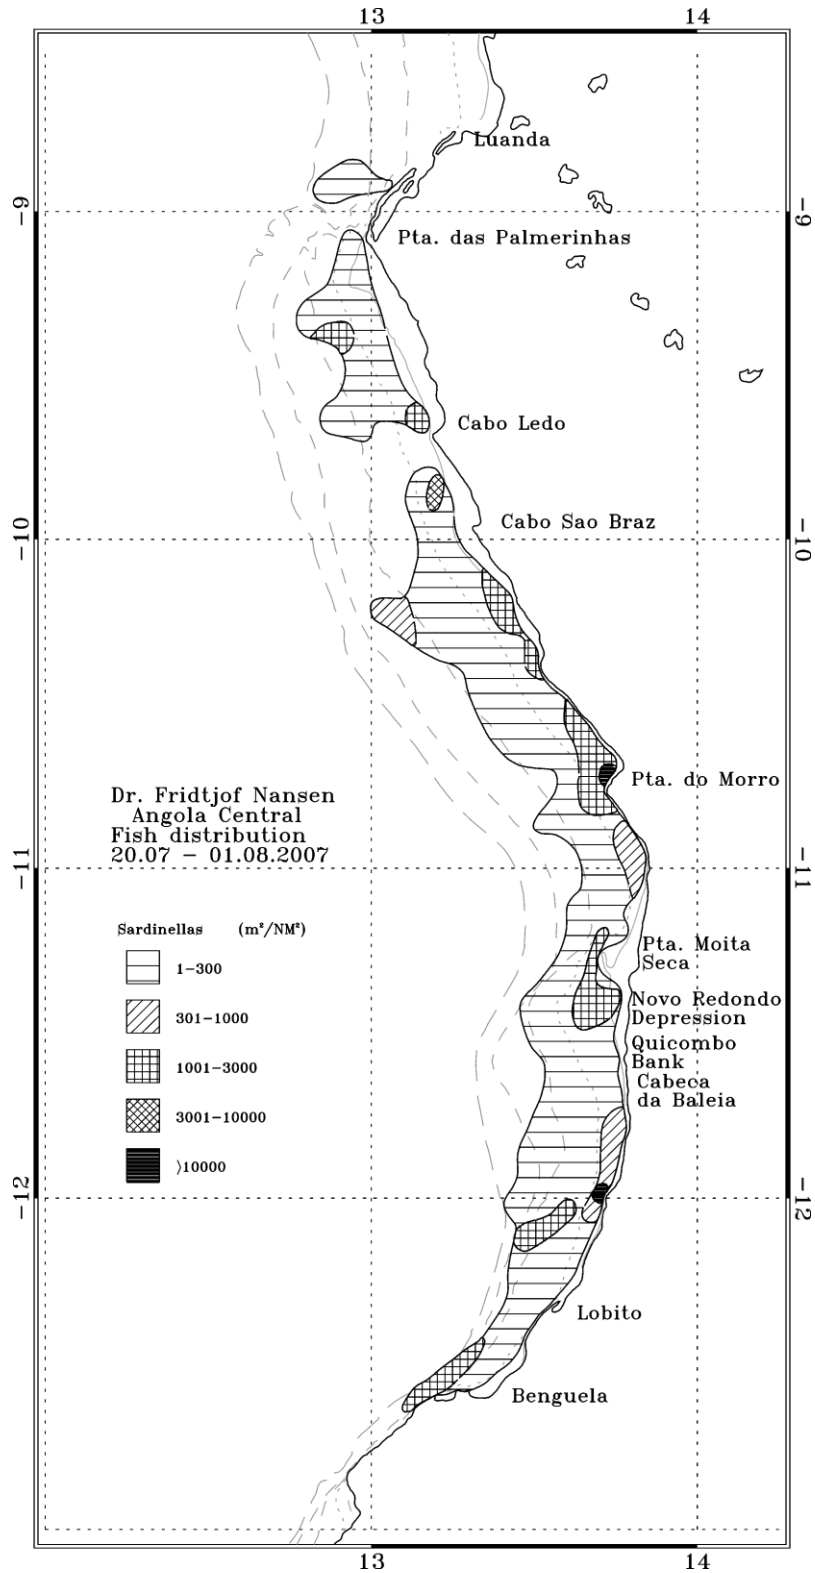 13 14
Luanda
-9 -9
Pta. das Palmerinhas
Cabo Ledo
Cabo Sao Braz
-10 -10
Pta. do Morro
Dr. Fridtjof Nansen
Angola Central
Fish distribution
20.07 - 01.08.2007
-11 -11
Sardinellas (m²/NM²)
Pta. Moita
Seca
1-300
Novo Redondo
Depression
301-1000
Quicombo
Bank
1001-3000
Cabeca
da Baleia
3001-10000
>10000
-12 -12
Lobito
Benguela
13 14